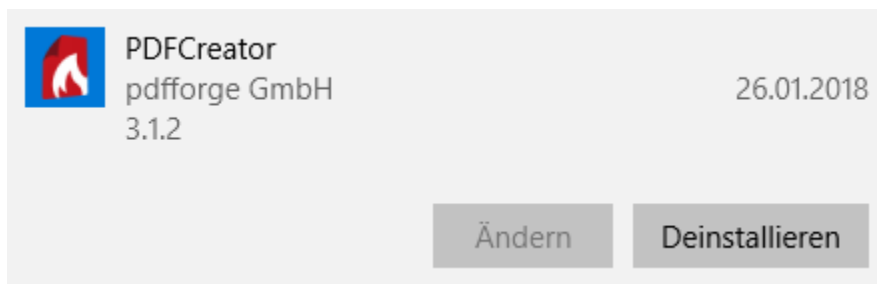 PDFCreator
pdfforge GmbH
26.01.2018
3.1.2
Ändern
Deinstallieren